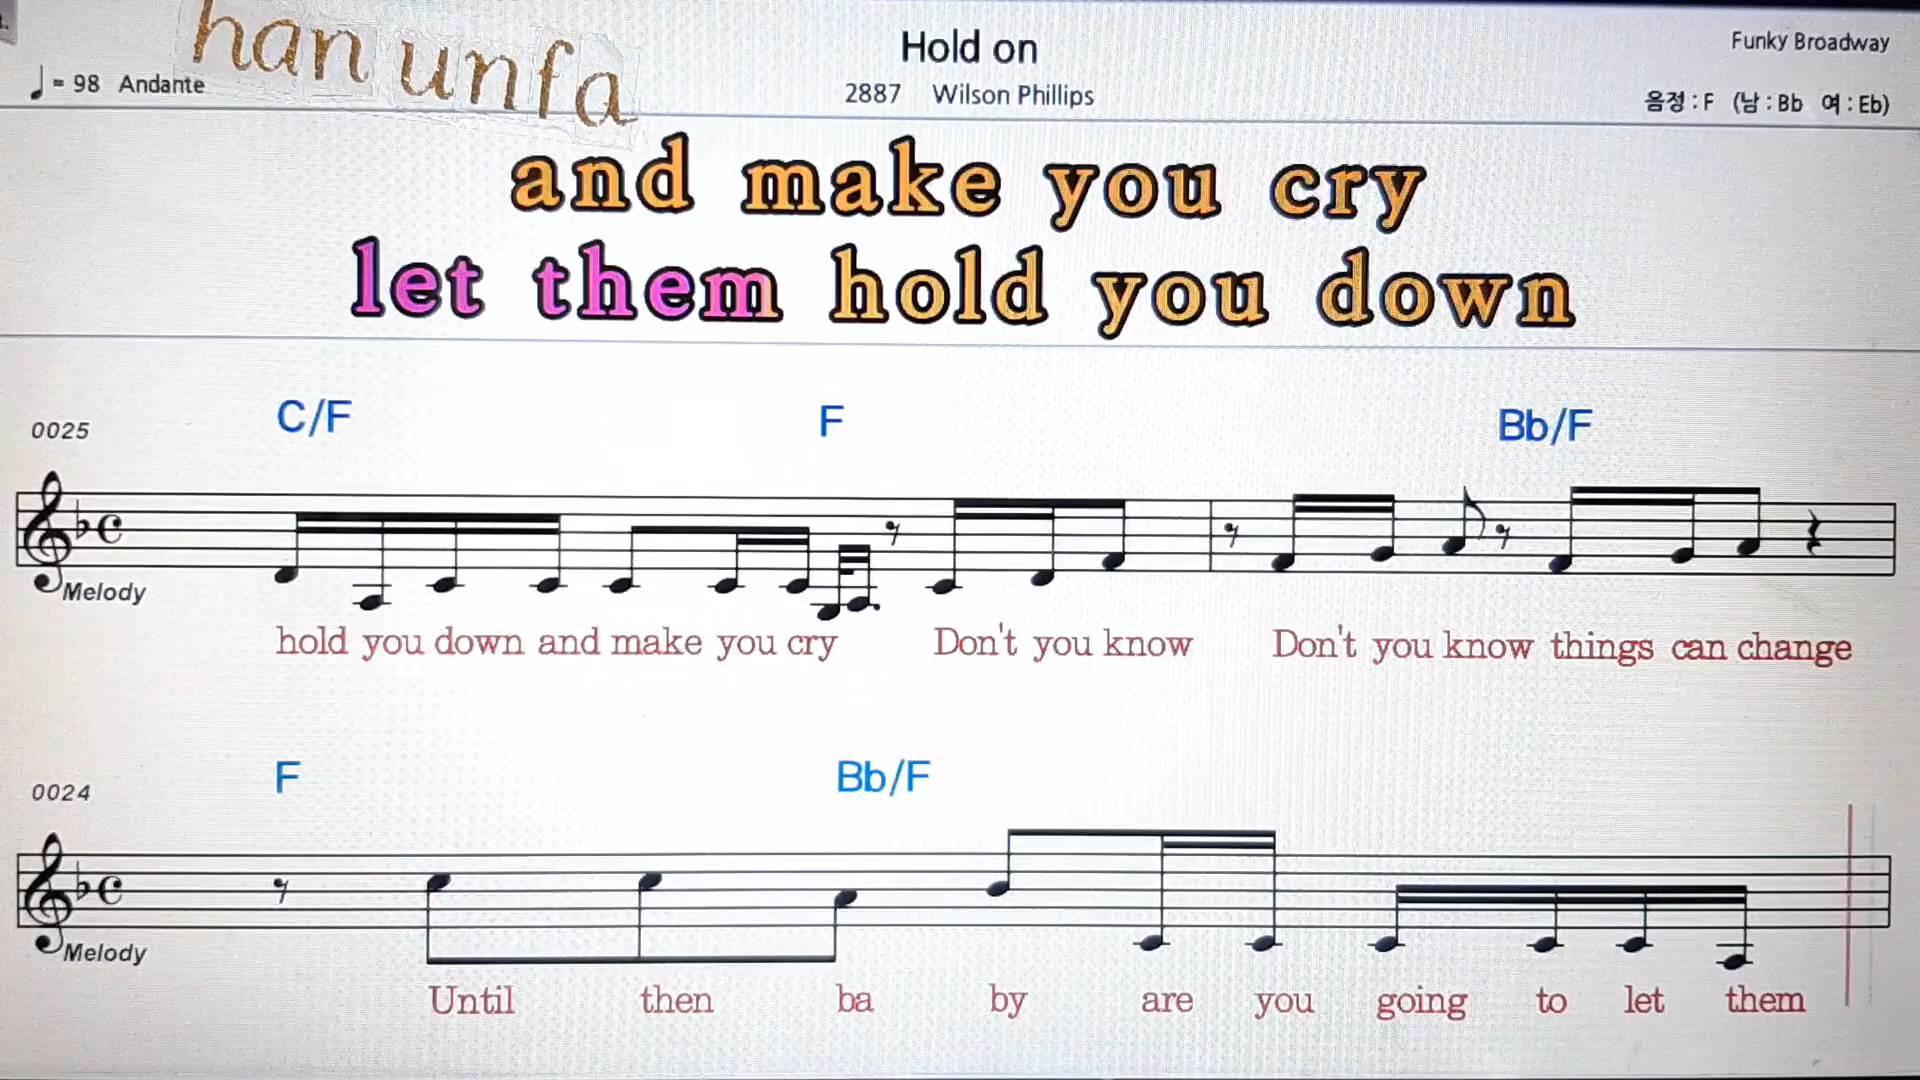 han unfa
Hold on
Funky Broadway
= 98 Andante
2887 Wilson Phillips
음정 : F (남 : Bb 여 : Eb)
and make you cry
let them hold you down
C/F F Bb/F
0025
Melody
hold you down and make you cry Don't you know Don't you know things can change
F Bb/F
0024
Melody
Until then ba by are you going to let them